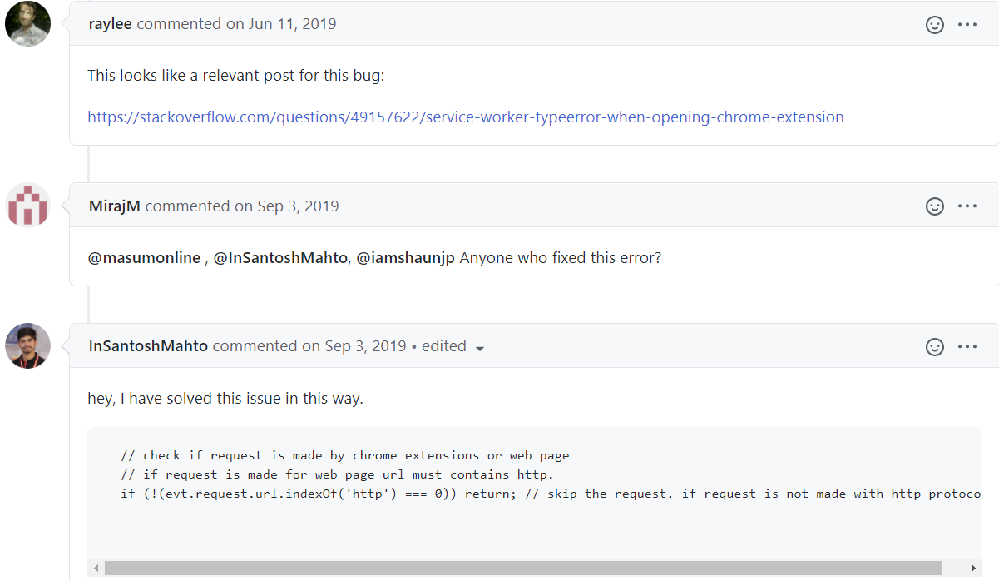 raylee commented on Jun 11, 2019
This looks like a relevant post for this bug:
https://stackoverflow.com/questions/49157622/service-worker-typeerror-when-opening-chrome-extension
MirajM commented on Sep 3, 2019
@masumonline , @InSantoshMahto, @iamshaunjp Anyone who fixed this error?
InSantoshMahto commented on Sep 3, 2019 • edited
hey, I have solved this issue in this way.
// check if request is made by chrome extensions or web page
// if request is made for web page url must contains http.
if (!(evt.request.url.indexOf('http') === 0)) return; // skip the request. if request is not made with http protoco